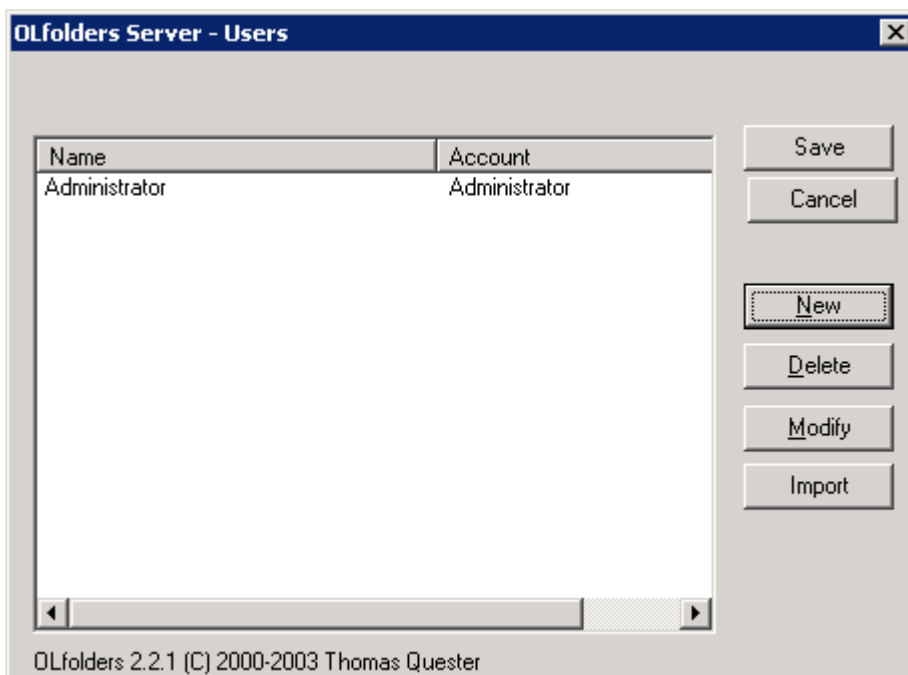 OLfolders Server - Users
Name Account
Administrator Administrator
Save
Cancel
New
Delete
Modify
Import
OLfolders 2.2.1 (C) 2000-2003 Thomas Quester